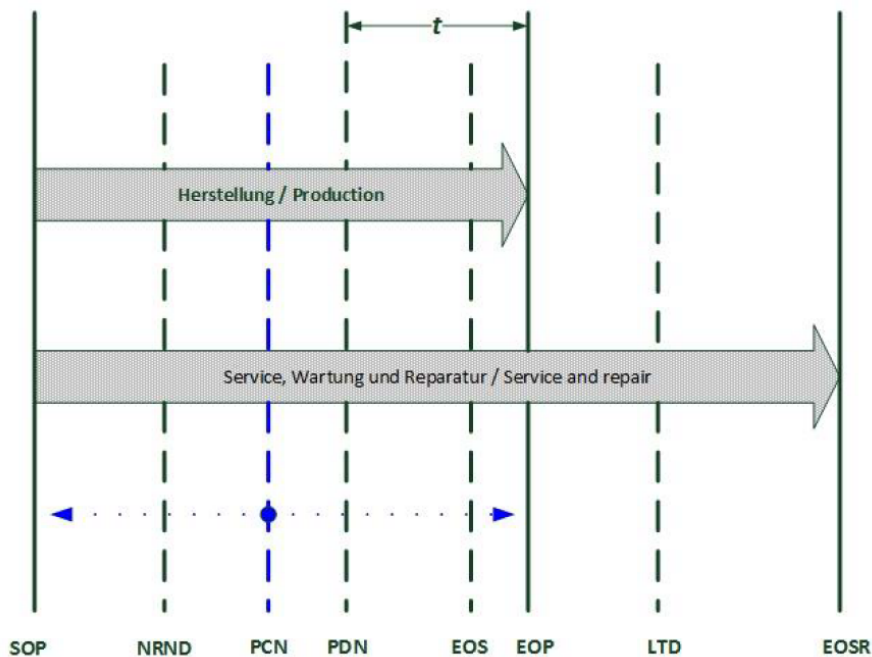 t
Herstellung / Production
Service, Wartung und Reparatur / Service and repair
SOP NRND PCN PDN EOS EOP LTD EOSR